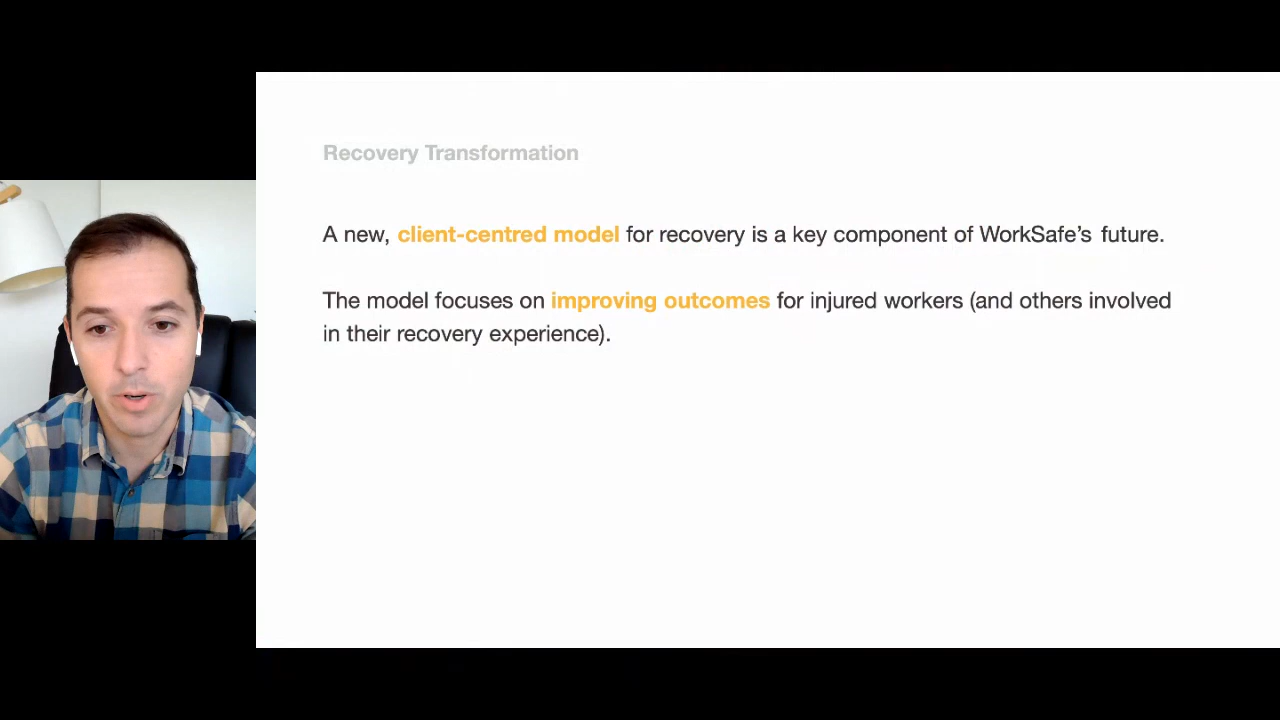 Recovery Transformation
A new, client-centred model for recovery is a key component of WorkSafe’s future.
The model focuses on improving outcomes for injured workers (and others involved
in their recovery experience).